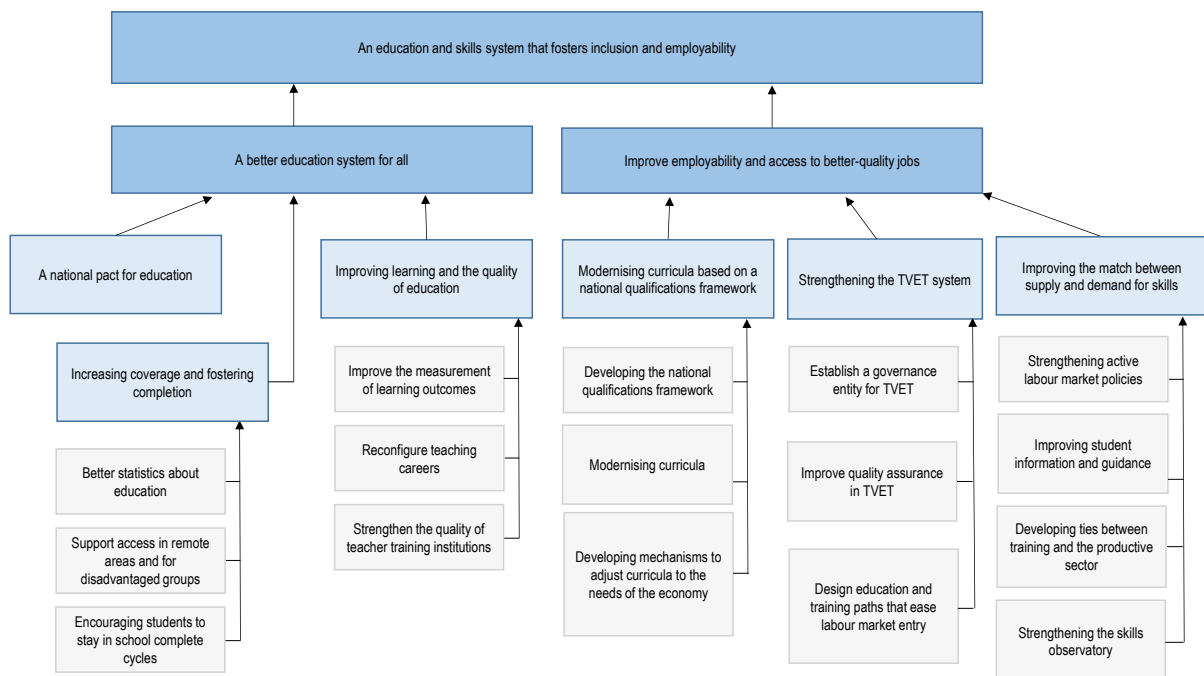 An education and skills system that fosters inclusion and employability
A better education system for all
Improve employability and access to better-quality jobs
A national pact for education
Improving learning and the quality
of education
Modernising curricula based on a
national qualifications framework
Strengthening the TVET system
Improving the match between
supply and demand for skills
Increasing coverage and fostering
completion
Better statistics about
education
Support access in remote
areas and for
disadvantaged groups
Encouraging students to
stay in school complete
cycles
Improve the measurement
of learning outcomes
Reconfigure teaching
careers
Strengthen the quality of
teacher training institutions
Developing the national
qualifications framework
Modernising curricula
Developing mechanisms to
adjust curricula to the
needs of the economy
Establish a governance
entity for TVET
Improve quality assurance
in TVET
Design education and
training paths that ease
labour market entry
Strengthening active
labour market policies
Improving student
information and guidance
Developing ties between
training and the productive
sector
Strengthening the skills
observatory